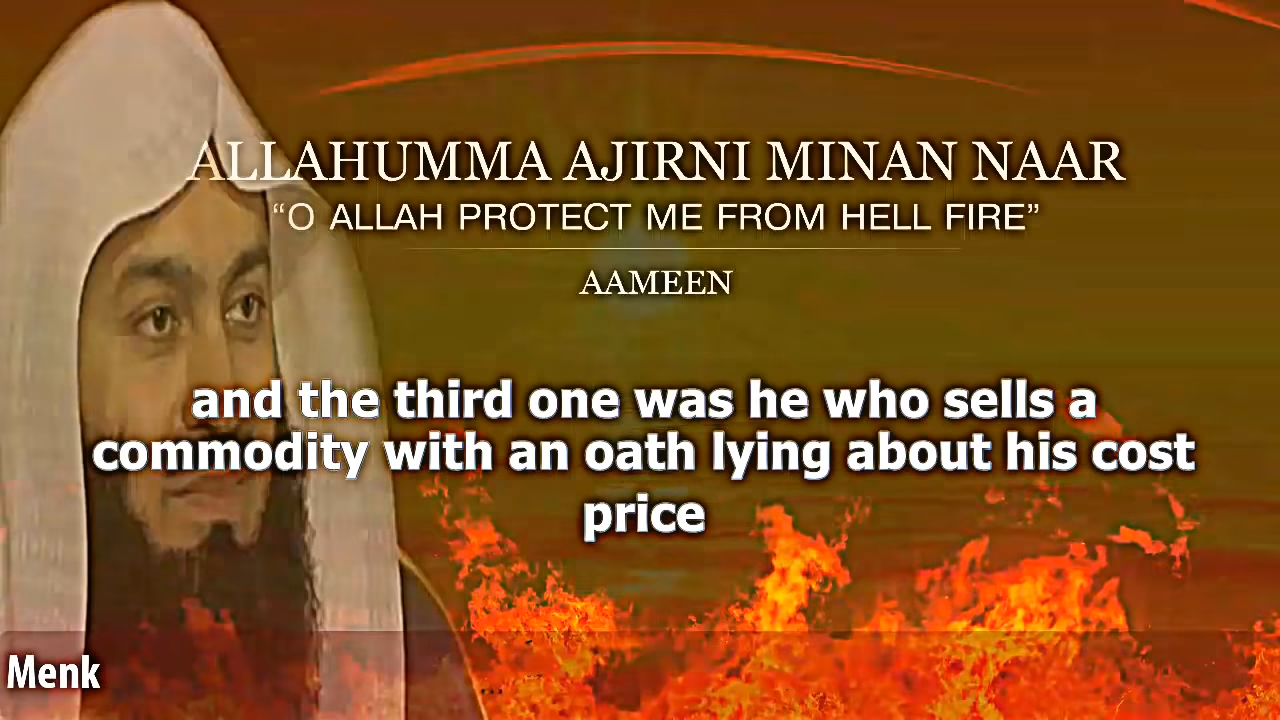 ALLAHUMMA AJIRNI MINAN NAAR
“O ALLAH PROTECT ME FROM HELL FIRE”
AAMEEN
and the third one was he who sells a
commodity with an oath lying about his cost
price
Menk